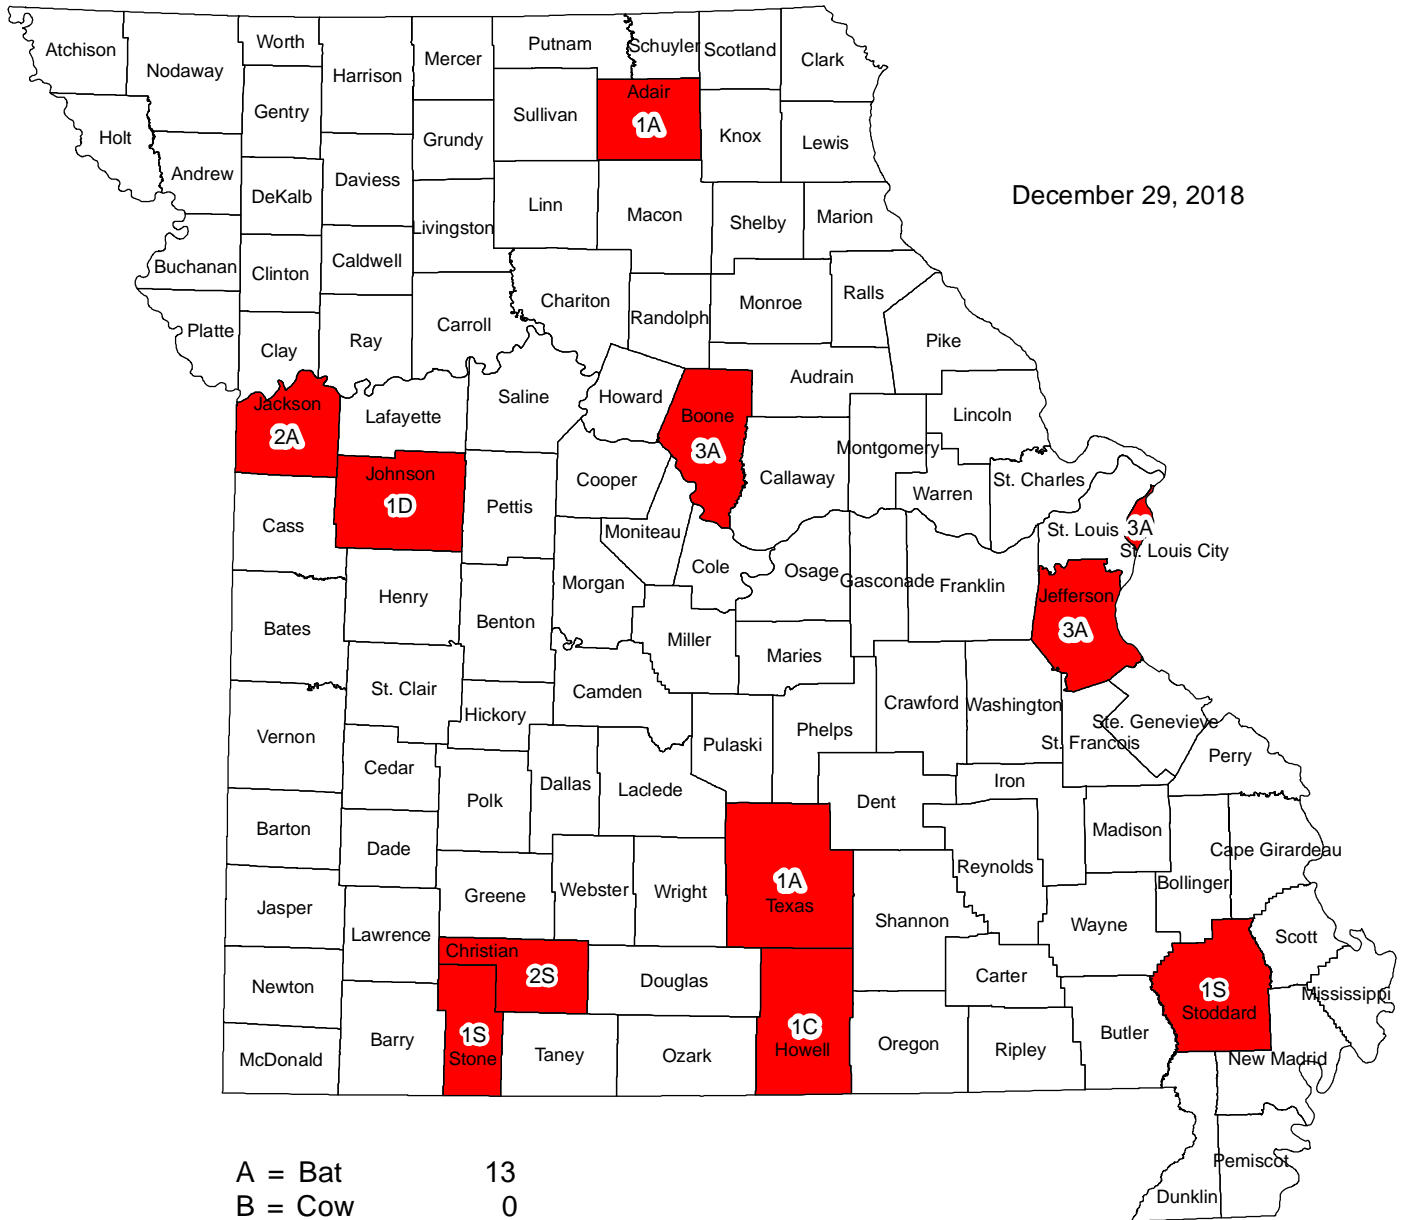 Atchison
Nodaway
Worth
Harrison
Mercer
Putnam
Schuyler
Scotland
Clark
Gentry
Sullivan
Adair
1A
Knox
Lewis
Holt
Grundy
Andrew
DeKalb
Daviess
Linn
Macon
Shelby
Marion
December 29, 2018
Livingston
Buchanan
Clinton
Caldwell
Chariton
Randolph
Monroe
Ralls
Platte
Clay
Ray
Carroll
Pike
Audrain
Jackson
2A
Lafayette
Saline
Howard
Boone
3A
Lincoln
Montgomery
Johnson
1D
Pettis
Cooper
Callaway
Warren
St. Charles
Cass
Moniteau
St. Louis
3A
St. Louis City
Henry
Morgan
Cole
Osage
Gasconade
Franklin
Jefferson
3A
Bates
Benton
Miller
Maries
St. Clair
Camden
Hickory
Crawford
Washington
Ste. Genevieve
Vernon
Pulaski
Phelps
St. Francois
Perry
Cedar
Dallas
Laclede
Iron
Polk
Dent
Barton
Dade
Madison
Cape Girardeau
Reynolds
Bollinger
Jasper
Greene
Webster
Wright
1A
Texas
Shannon
Wayne
Lawrence
Christian
2S
Scott
Newton
Douglas
Carter
1S
Stoddard
Mississippi
McDonald
Barry
1S
Stone
Taney
Ozark
1C
Howell
Oregon
Ripley
Butler
New Madrid
Pemiscot
Dunklin
A = Bat 13
B = Cow 0